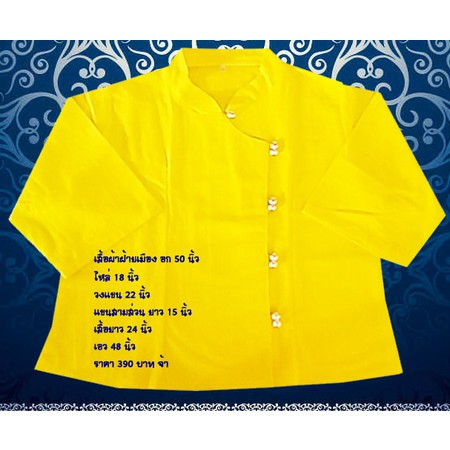 เสื้อผ้าฝ้ายเมือง อก 50 นิ้ว
ไหล่ 18 นิ้ว
วงแขน 22 นิ้ว
แขนสามส่วน ยาว 15 นิ้ว
เสื้อยาว 24 นิ้ว
เอว 48 นิ้ว
ราคา 390 บาท จ้า